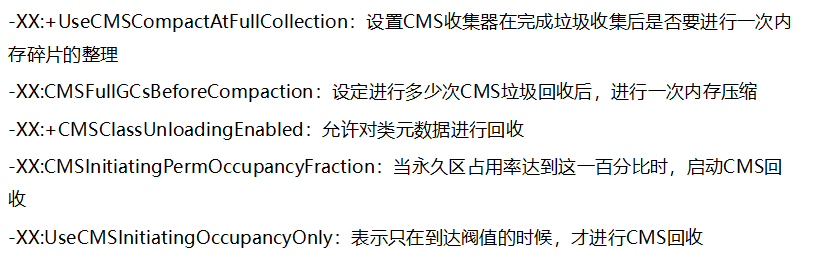 -XX:+UseCMSCompactAtFullCollection：设置CMS收集器在完成垃圾收集后是否要进行一次内
存碎片的整理
-XX:CMSFullGCsBeforeCompaction：设定进行多少次CMS垃圾回收后，进行一次内存压缩
-XX:+CMSClassUnloadingEnabled：允许对类元数据进行回收
-XX:CMSInitiatingPermOccupancyFraction：当永久区占用率达到这一百分比时，启动CMS回
收
-XX:UseCMSInitiatingOccupancyOnly：表示只在到达阀值的时候，才进行CMS回收